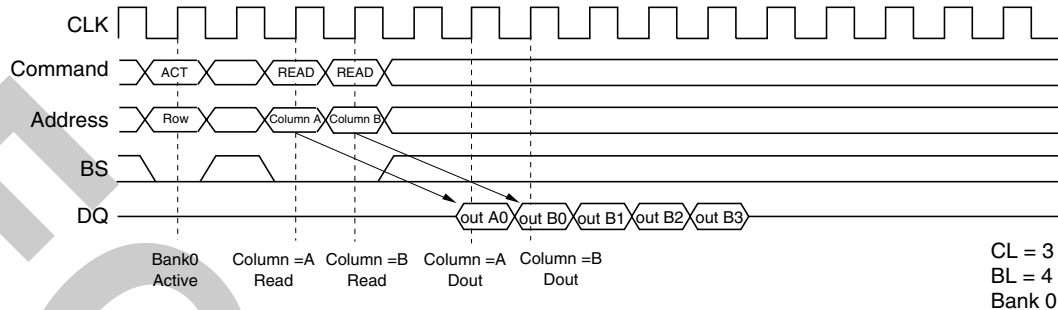 CLK
Command ACT READ READ
Address Row Column A Column B
BS
DQ out A0 out B0 out B1 out B2 out B3
Bank0 Column =A Column =B Column =A Column =B
Active Read Read Dout Dout
CL = 3
BL = 4
Bank 0